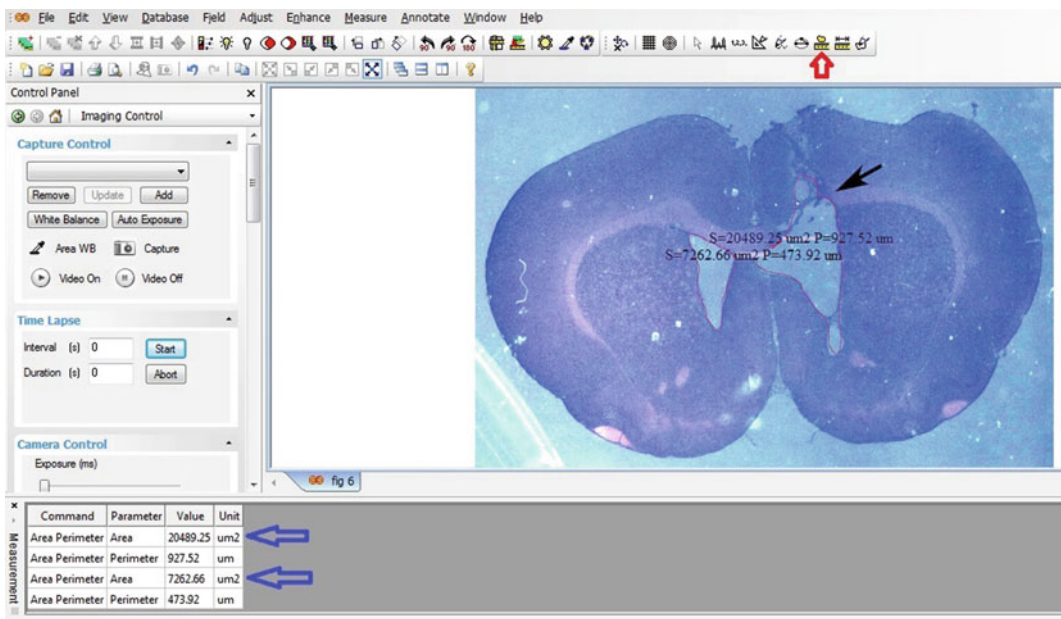 File Edit View Database Field Adjust Enhance Measure Annotate Window Help
Control Panel
Imaging Control
Capture Control
Remove Update Add
White Balance Auto Exposure
Area WB Capture
Video On Video Off
Time Lapse
Interval (s) 0 Start
Duration (s) 0 Abort
Camera Control
Exposure (ms)
S=20489.25 um2 P=927.52 um
S=7262.66 um2 P=473.92 um
fig 6
Measurement
Command Parameter Value Unit
Area Perimeter Area 20489.25 um2
Area Perimeter Perimeter 927.52 um
Area Perimeter Area 7262.66 um2
Area Perimeter Perimeter 473.92 um